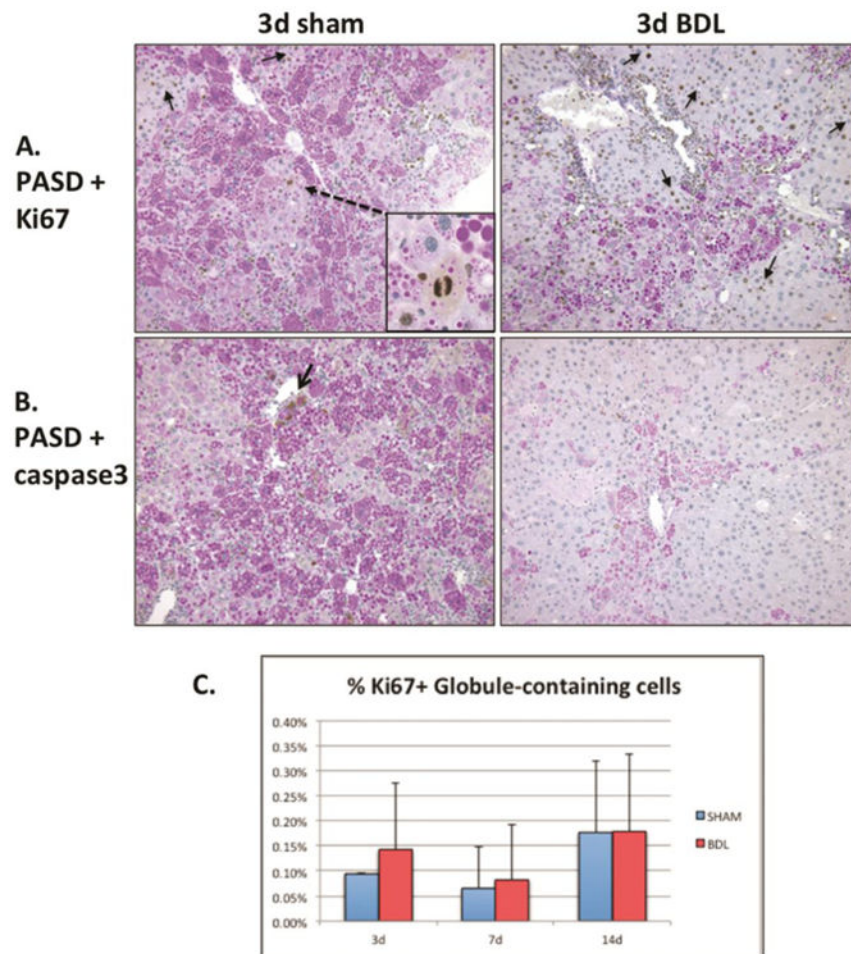 3d sham
3d BDL
A.
PASD +
Ki67
B.
PASD +
caspase3
C.
% Ki67+ Globule-containing cells
0.40%
0.35%
0.30%
0.25%
0.20%
0.15%
0.10%
0.05%
0.00%
3d
7d
14d
SHAM
BDL